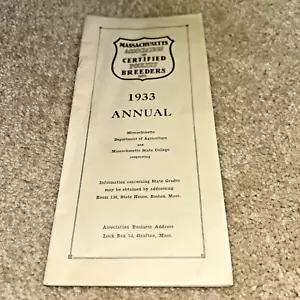 MASSACHUSETTS
ASSOCIATION
OF
CERTIFIED
POULTRY
BREEDERS
INC.
1933
ANNUAL
Massachusetts
Department of Agriculture
and
Massachusetts State College
cooperating
Information concerning State Grades
may be obtained by addressing
Room 136, State House, Boston, Mass.
Association Business Address
Lock Box 54, Grafton, Mass.